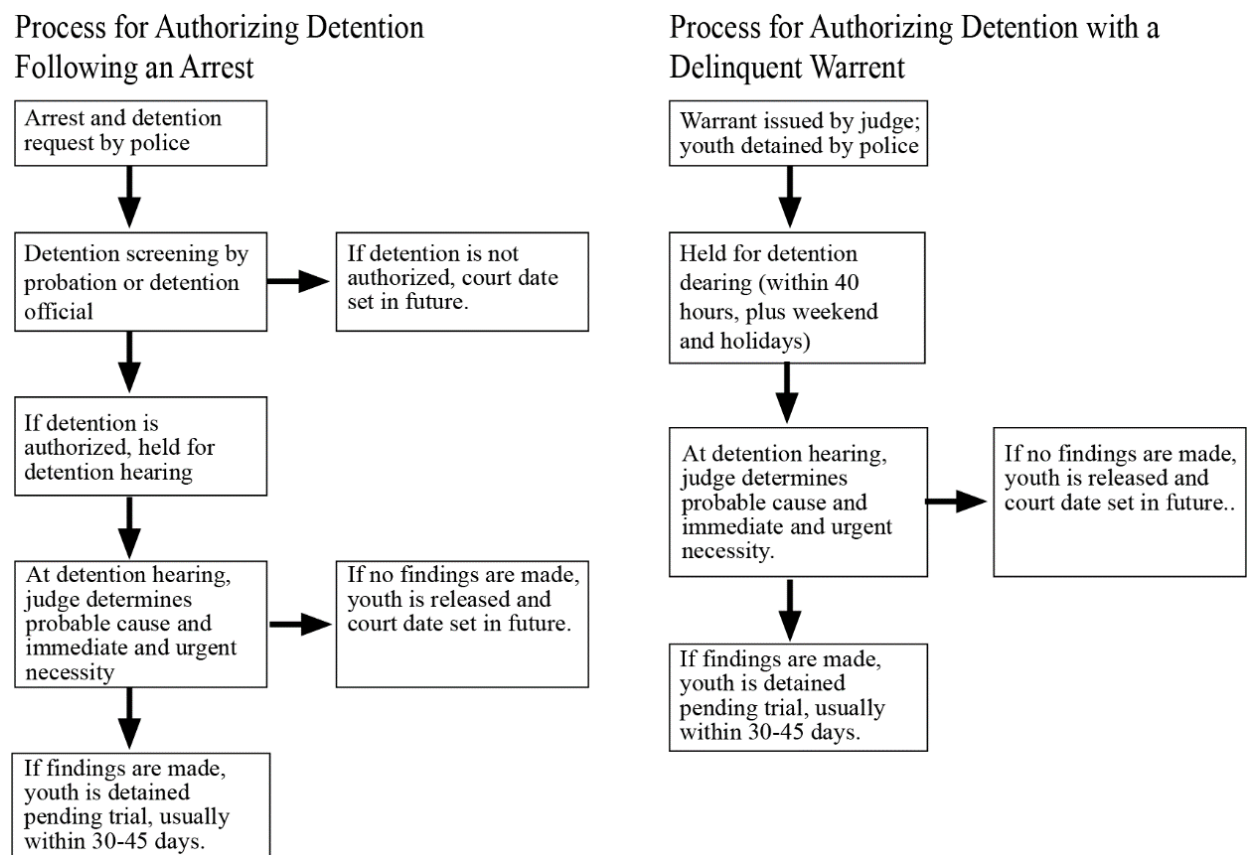 Process for Authorizing Detention
Following an Arrest
Arrest and detention
request by police
Detention screening by
probation or detention
official
If detention is not
authorized, court date
set in future.
If detention is
authorized, held for
detention hearing
At detention hearing,
judge determines
probable cause and
immediate and urgent
necessity
If no findings are made,
youth is released and
court date set in future.
If findings are made,
youth is detained
pending trial, usually
within 30-45 days.
Process for Authorizing Detention with a
Delinquent Warrent
Warrant issued by judge;
youth detained by police
Held for detention
dearing (within 40
hours, plus weekend
and holidays)
At detention hearing,
judge determines
probable cause and
immediate and urgent
necessity.
If no findings are made,
youth is released and
court date set in future..
If findings are made,
youth is detained
pending trial, usually
within 30-45 days.